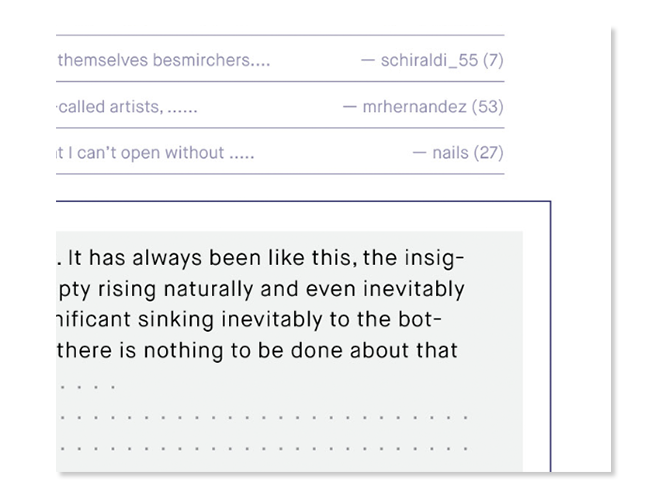 themselves besmirchers.... — schiraldi_55 (7)
-called artists, ...... — mrhernandez (53)
I can't open without ..... — nails (27)
. It has always been like this, the insig-
rising naturally and even inevitably
sinking inevitably to the bot-
there is nothing to be done about that
. . . .
. . . . . . . . . . . . . . . . . . . . . . .
. . . . . . . . . . . . . . . . . . . . . . .